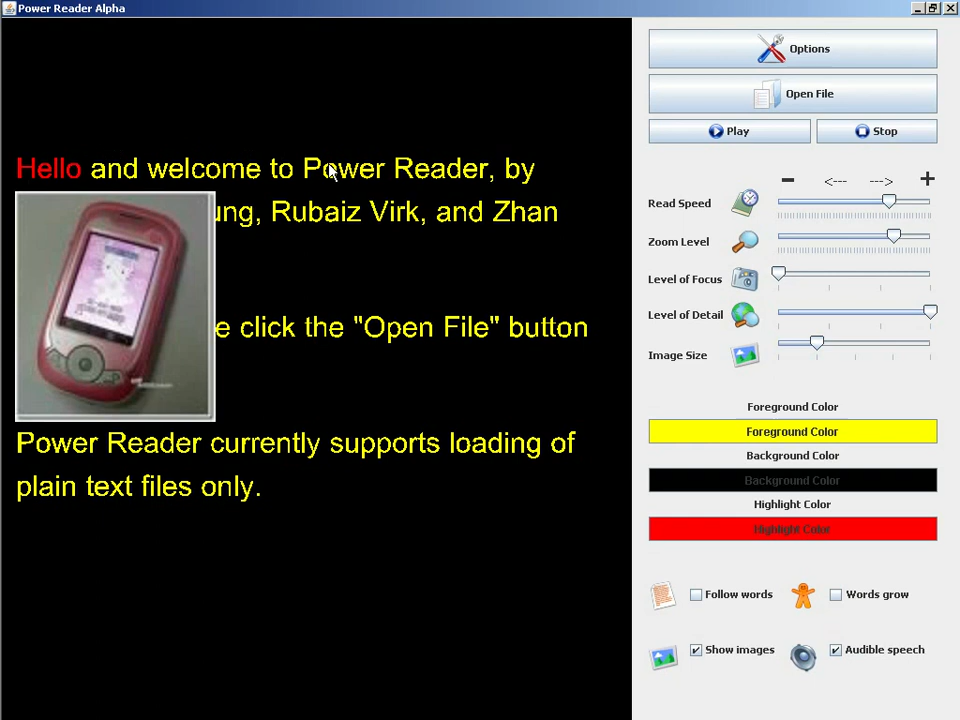 Power Reader Alpha
Hello and welcome to Power Reader, by
ung, Rubaiz Virk, and Zhan
e click the "Open File" button
Power Reader currently supports loading of
plain text files only.
Options
Open File
Play Stop
- <--- ---> +
Read Speed
Zoom Level
Level of Focus
Level of Detail
Image Size
Foreground Color
Foreground Color
Background Color
Background Color
Highlight Color
Highlight Color
Follow words Words grow
Show images Audible speech